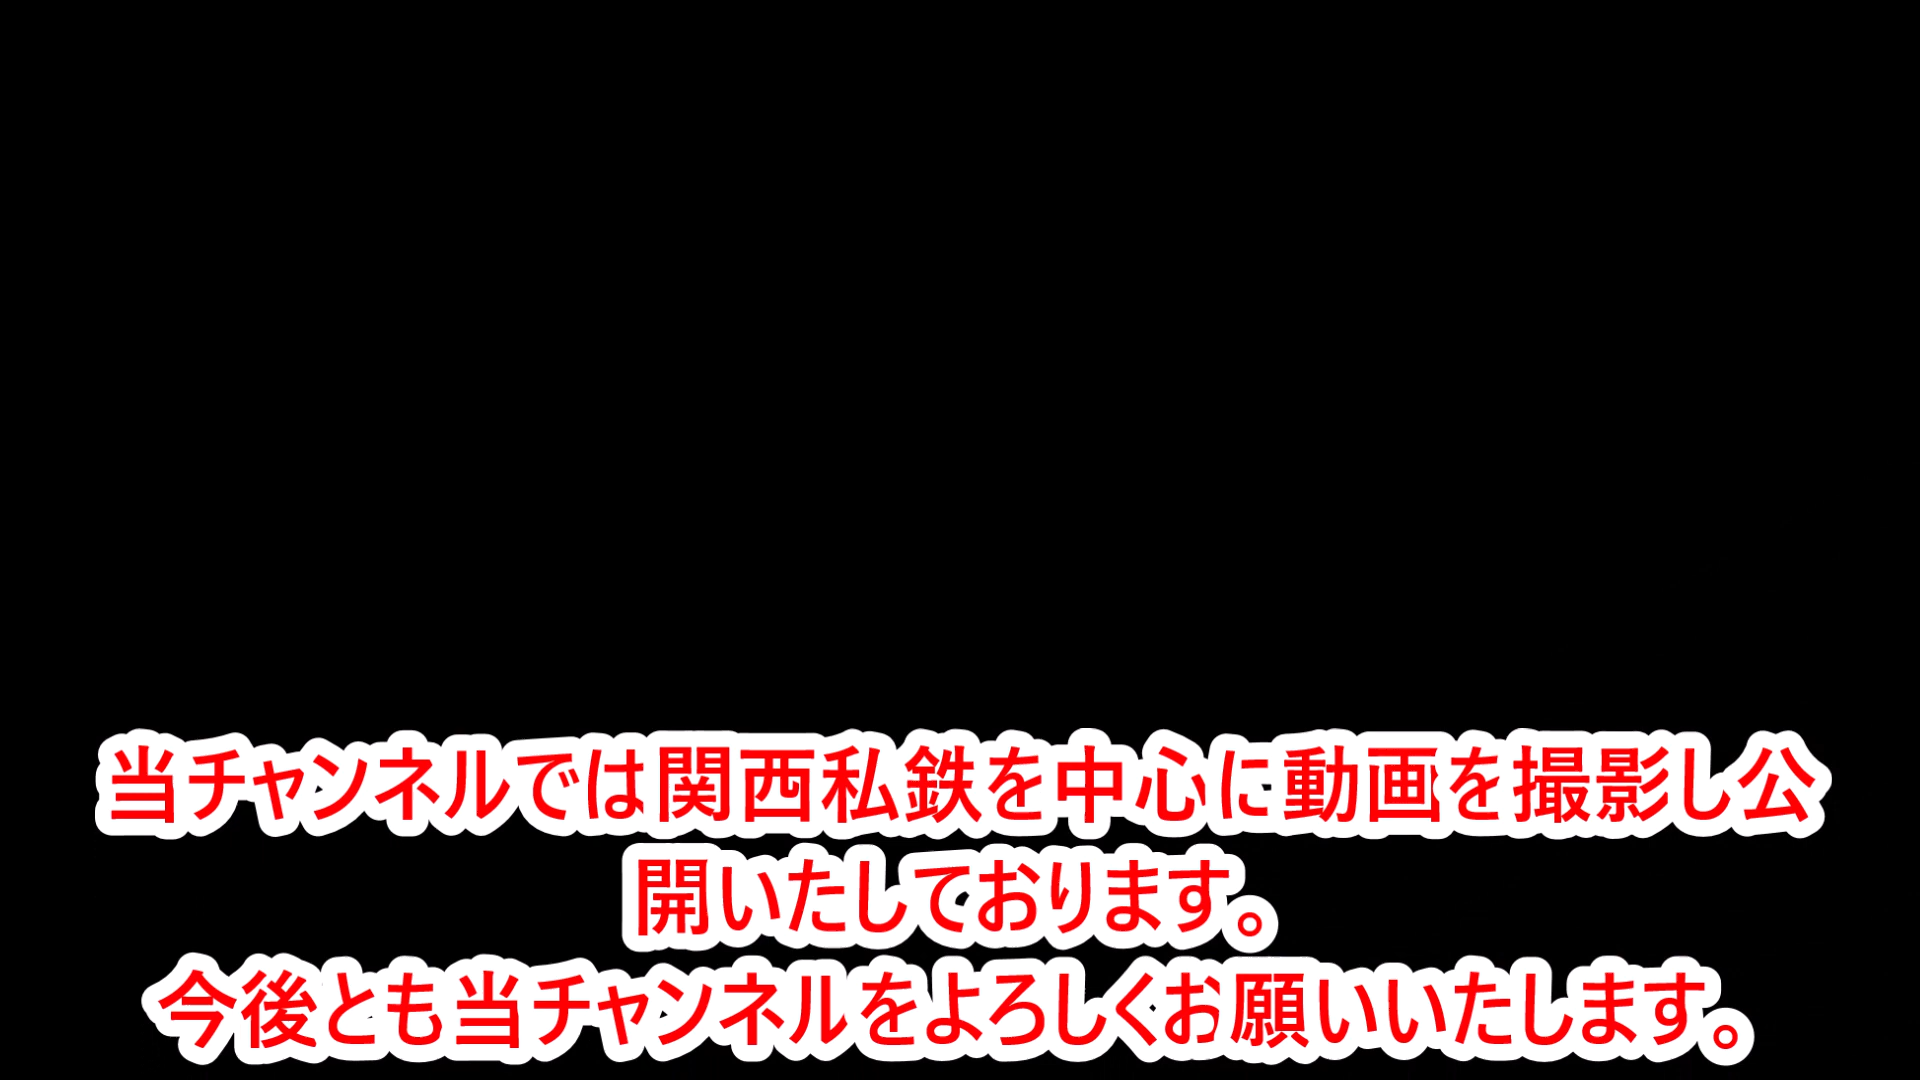 当チャンネルでは関西私鉄を中心に動画を撮影し公
開いたしております。
今後とも当チャンネルをよろしくお願いいたします。